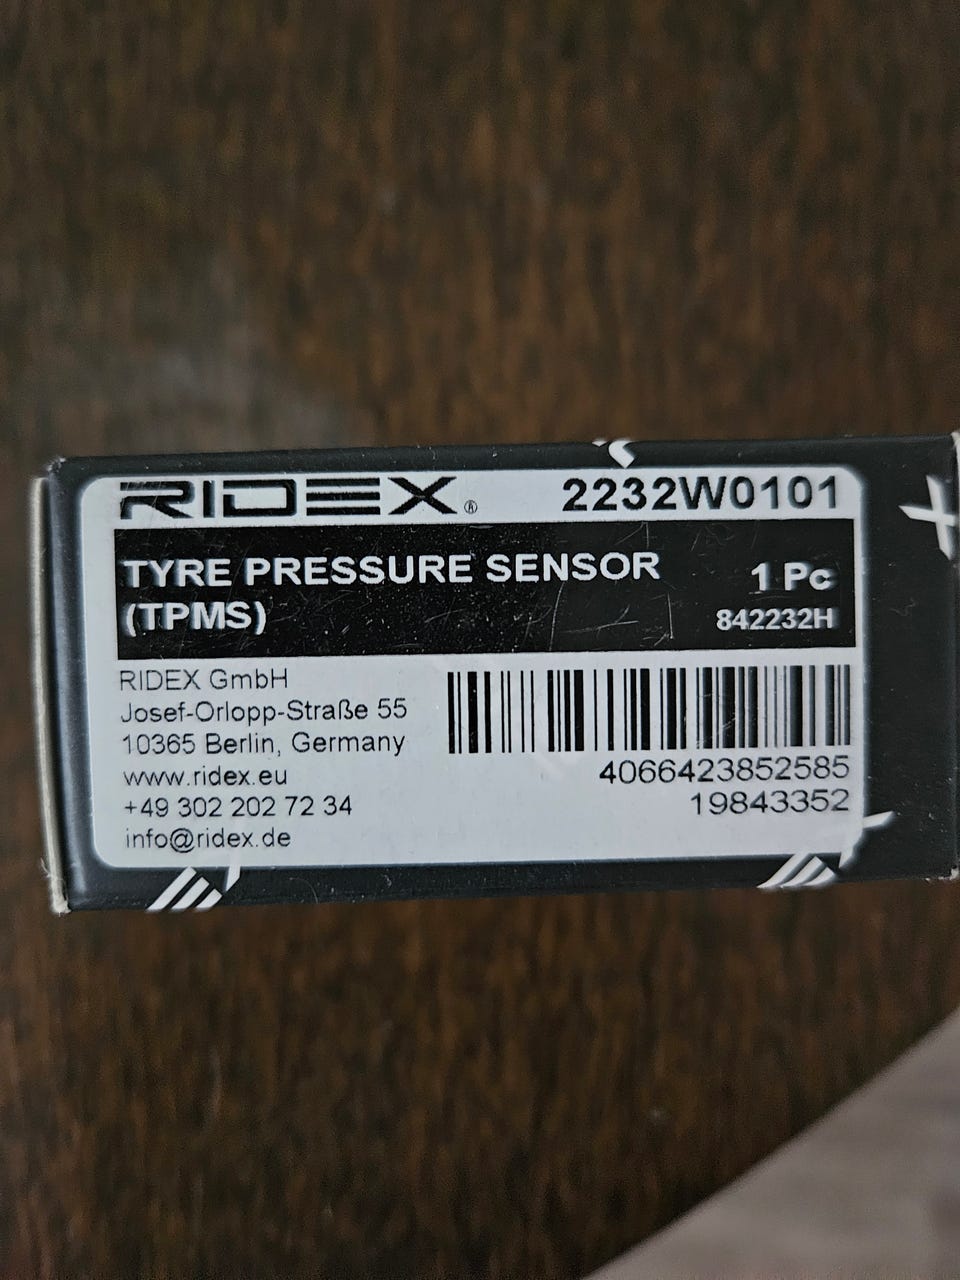 RIDEX® 2232W0101
TYRE PRESSURE SENSOR
(TPMS)
1 Pc
842232H
RIDEX GmbH
Josef-Orlopp-Straße 55
10365 Berlin, Germany
www.ridex.eu
+49 302 202 72 34
info@ridex.de
4066423852585
19843352